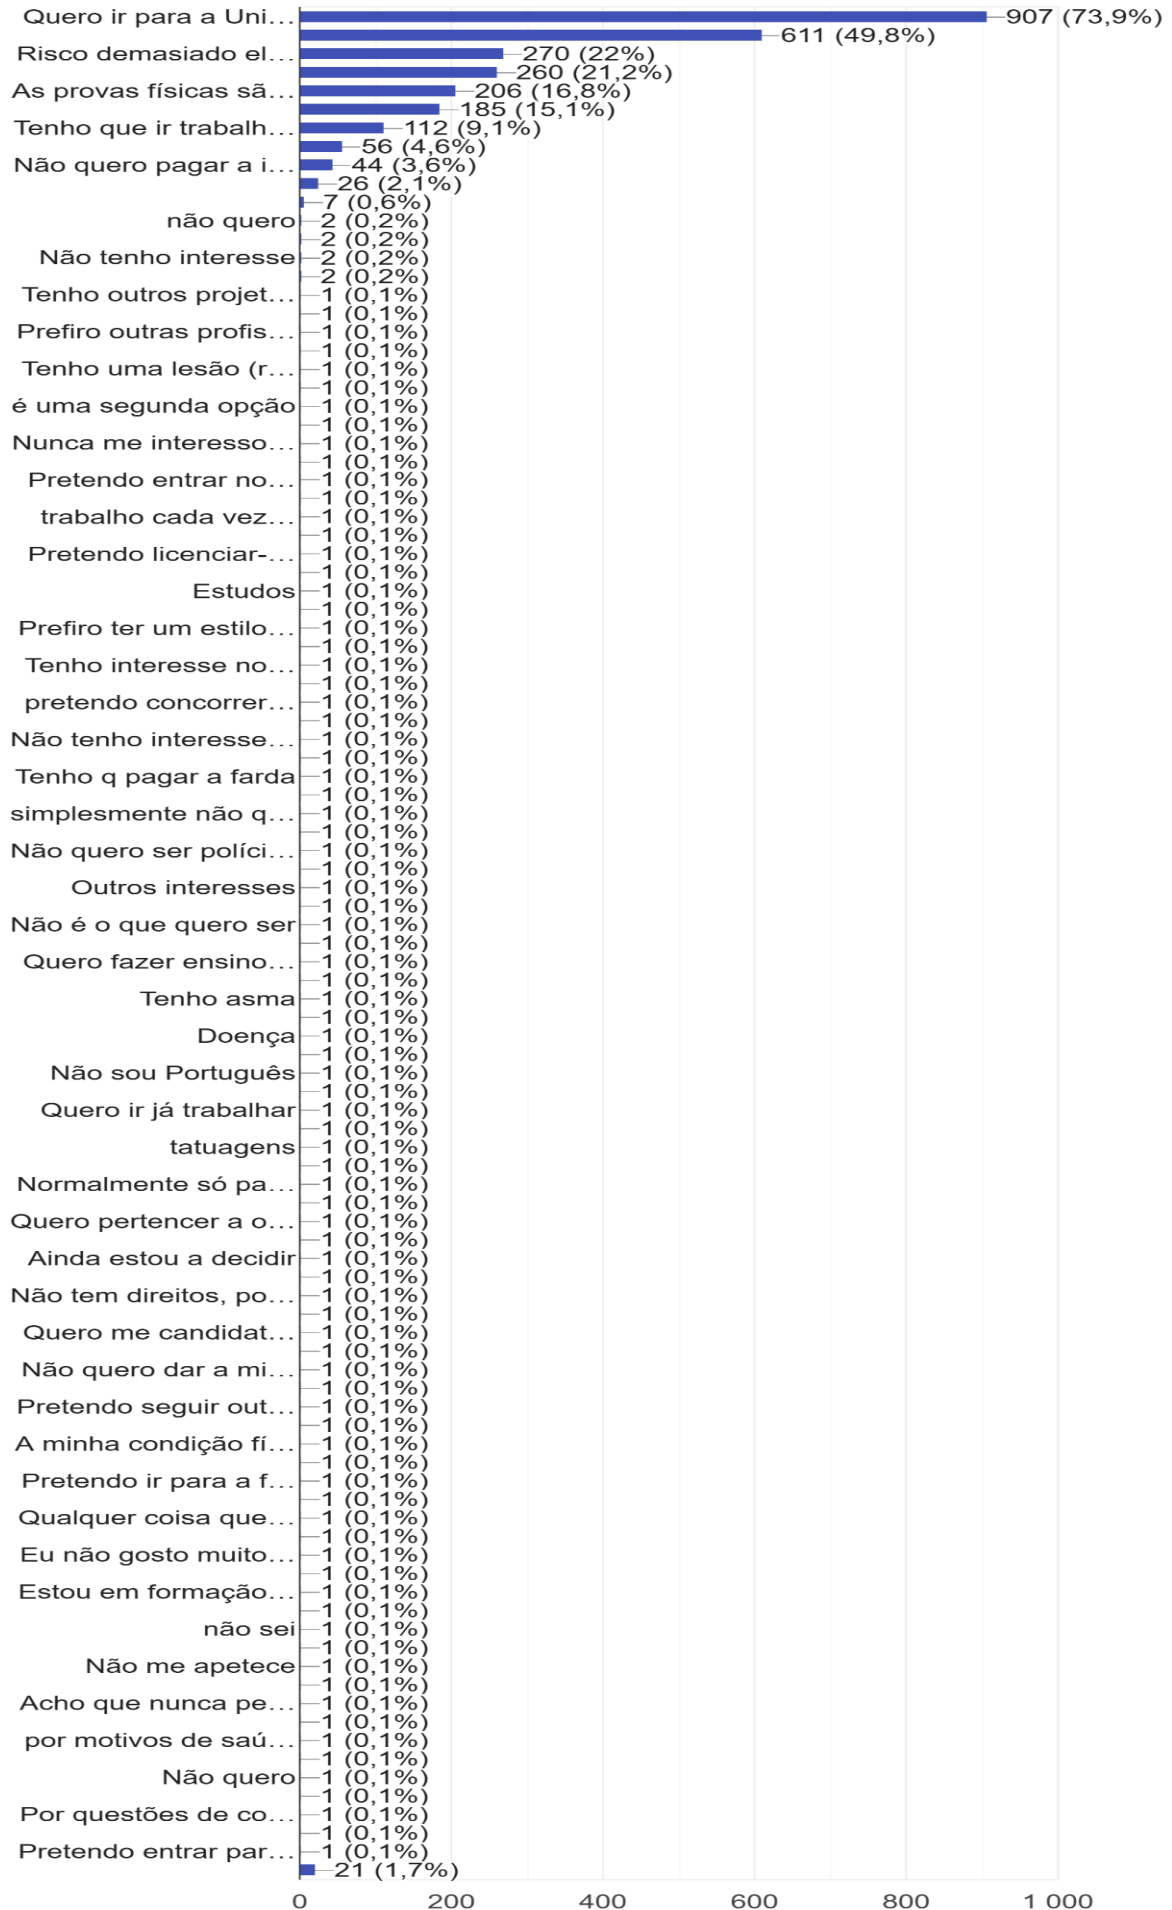 Quero ir para a Uni… 907 (73,9%)
611 (49,8%)
Risco demasiado el… 270 (22%)
260 (21,2%)
As provas físicas sã… 206 (16,8%)
185 (15,1%)
Tenho que ir trabalh… 112 (9,1%)
56 (4,6%)
Não quero pagar a i… 44 (3,6%)
26 (2,1%)
7 (0,6%)
não quero 2 (0,2%)
2 (0,2%)
Não tenho interesse 2 (0,2%)
2 (0,2%)
Tenho outros projet… 1 (0,1%)
1 (0,1%)
Prefiro outras profis… 1 (0,1%)
1 (0,1%)
Tenho uma lesão (r… 1 (0,1%)
1 (0,1%)
é uma segunda opção 1 (0,1%)
1 (0,1%)
Nunca me interesso… 1 (0,1%)
1 (0,1%)
Pretendo entrar no… 1 (0,1%)
1 (0,1%)
trabalho cada vez… 1 (0,1%)
1 (0,1%)
Pretendo licenciar-… 1 (0,1%)
1 (0,1%)
Estudos 1 (0,1%)
1 (0,1%)
Prefiro ter um estilo… 1 (0,1%)
1 (0,1%)
Tenho interesse no… 1 (0,1%)
1 (0,1%)
pretendo concorrer… 1 (0,1%)
1 (0,1%)
Não tenho interesse… 1 (0,1%)
1 (0,1%)
Tenho q pagar a farda 1 (0,1%)
1 (0,1%)
simplesmente não q… 1 (0,1%)
1 (0,1%)
Não quero ser políci… 1 (0,1%)
1 (0,1%)
Outros interesses 1 (0,1%)
1 (0,1%)
Não é o que quero ser 1 (0,1%)
1 (0,1%)
Quero fazer ensino… 1 (0,1%)
1 (0,1%)
Tenho asma 1 (0,1%)
1 (0,1%)
Doença 1 (0,1%)
1 (0,1%)
Não sou Português 1 (0,1%)
1 (0,1%)
Quero ir já trabalhar 1 (0,1%)
1 (0,1%)
tatuagens 1 (0,1%)
1 (0,1%)
Normalmente só pa… 1 (0,1%)
1 (0,1%)
Quero pertencer a o… 1 (0,1%)
1 (0,1%)
Ainda estou a decidir 1 (0,1%)
1 (0,1%)
Não tem direitos, po… 1 (0,1%)
1 (0,1%)
Quero me candidat… 1 (0,1%)
1 (0,1%)
Não quero dar a mi… 1 (0,1%)
1 (0,1%)
Pretendo seguir out… 1 (0,1%)
1 (0,1%)
A minha condição fí… 1 (0,1%)
1 (0,1%)
Pretendo ir para a f… 1 (0,1%)
1 (0,1%)
Qualquer coisa que… 1 (0,1%)
1 (0,1%)
Eu não gosto muito… 1 (0,1%)
1 (0,1%)
Estou em formação… 1 (0,1%)
1 (0,1%)
não sei 1 (0,1%)
1 (0,1%)
Não me apetece 1 (0,1%)
1 (0,1%)
Acho que nunca pe… 1 (0,1%)
1 (0,1%)
por motivos de saú… 1 (0,1%)
1 (0,1%)
Não quero 1 (0,1%)
1 (0,1%)
Por questões de co… 1 (0,1%)
1 (0,1%)
Pretendo entrar par… 1 (0,1%)
21 (1,7%)
0 200 400 600 800 1 000